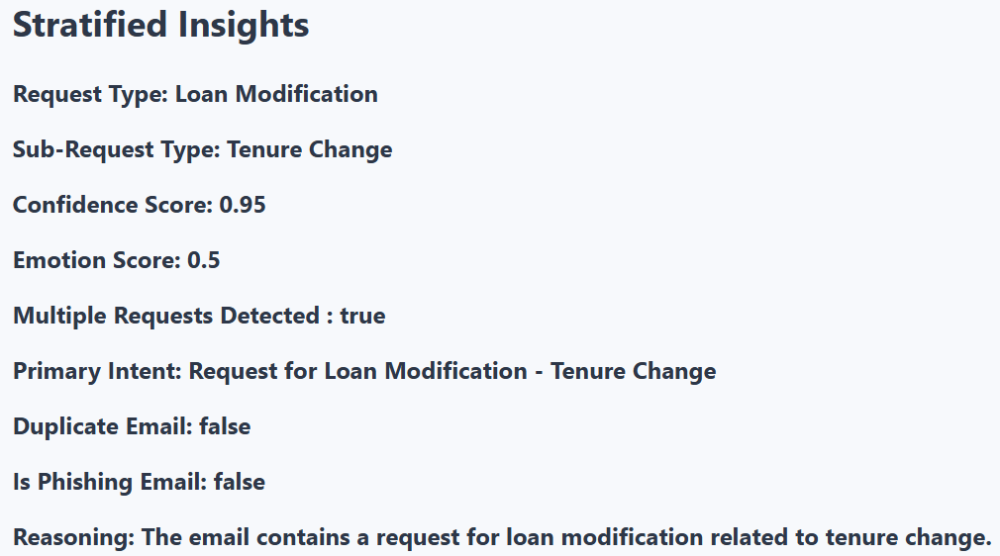 Stratified Insights
Request Type: Loan Modification
Sub-Request Type: Tenure Change
Confidence Score: 0.95
Emotion Score: 0.5
Multiple Requests Detected : true
Primary Intent: Request for Loan Modification - Tenure Change
Duplicate Email: false
Is Phishing Email: false
Reasoning: The email contains a request for loan modification related to tenure change.